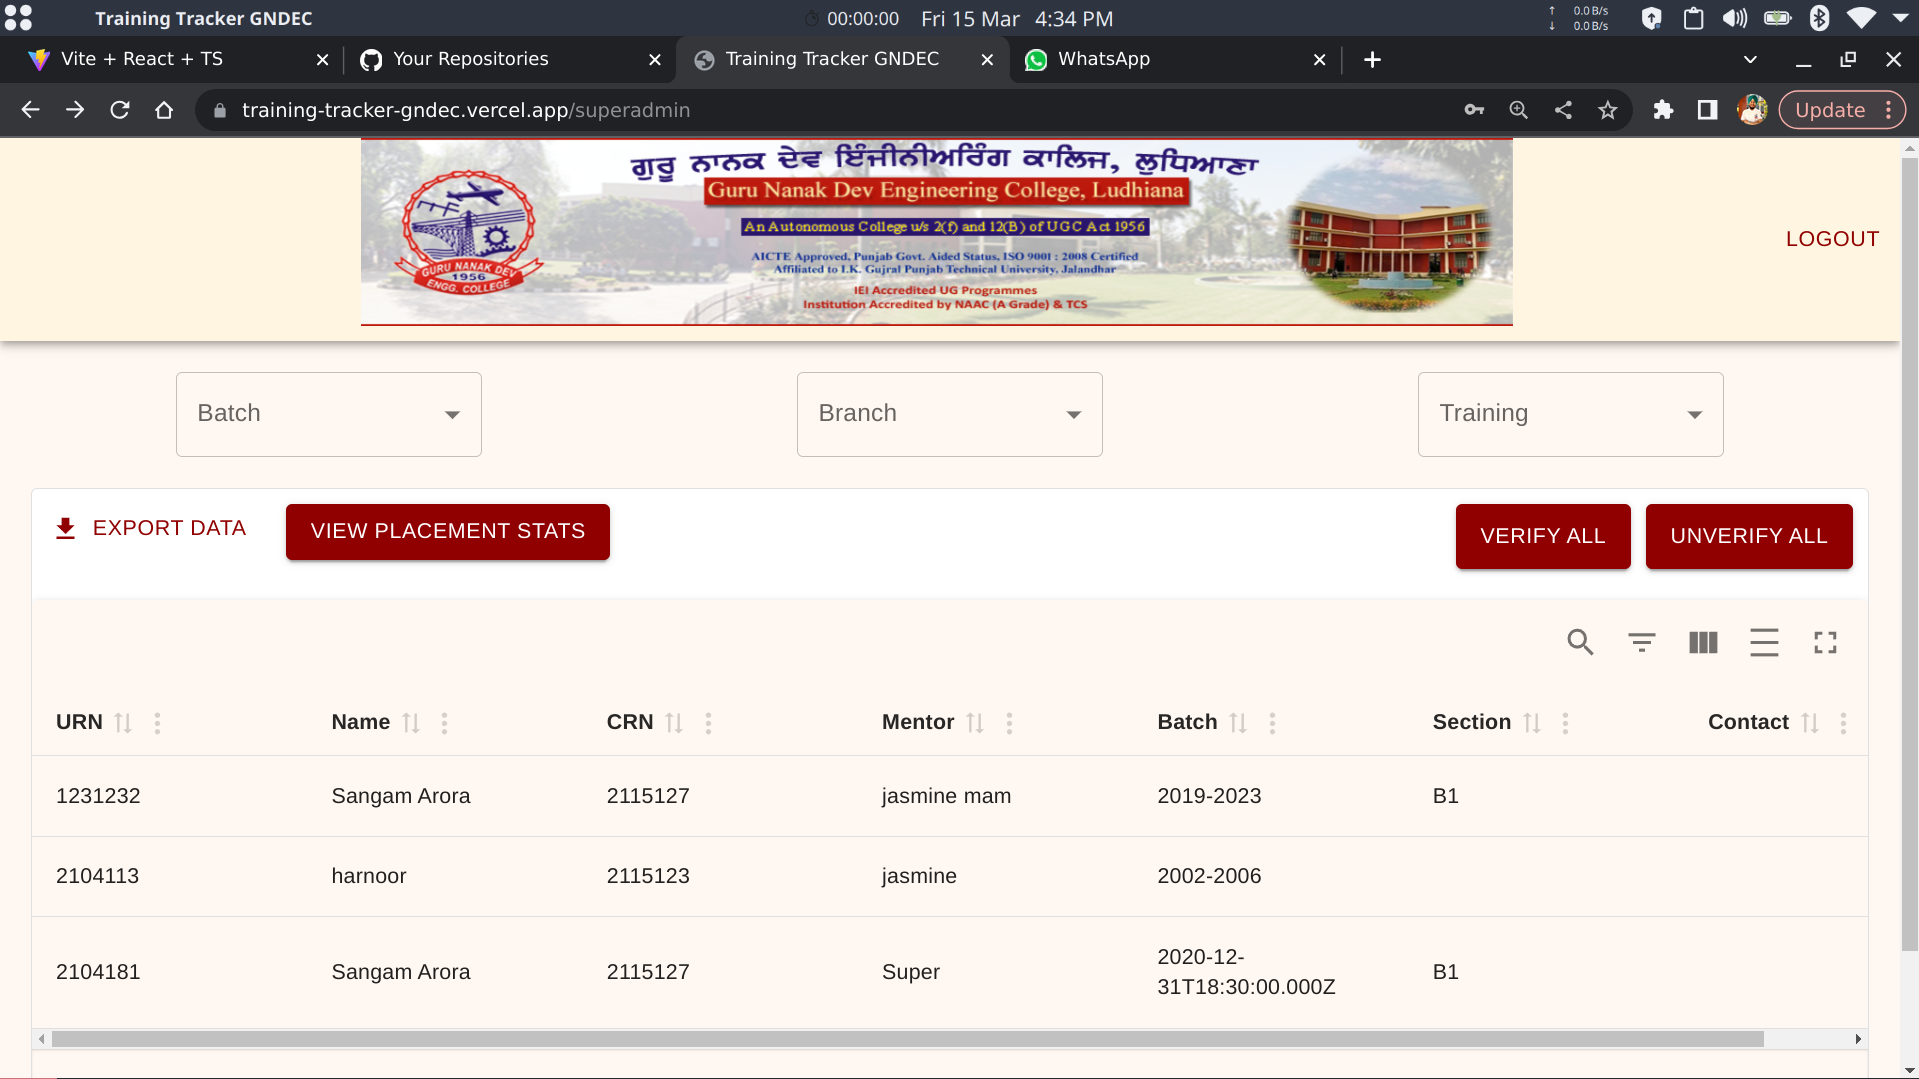 Training Tracker GNDEC
00:00:00 Fri 15 Mar 4:34 PM
↑ 0.0 B/s
↓ 0.0 B/s
Vite + React + TS
Your Repositories
Training Tracker GNDEC
WhatsApp
training-tracker-gndec.vercel.app/superadmin
Update
ਗੁਰੂ ਨਾਨਕ ਦੇਵ ਇੰਜੀਨੀਅਰਿੰਗ ਕਾਲਿਜ, ਲੁਧਿਆਣਾ
Guru Nanak Dev Engineering College, Ludhiana
An Autonomous College u/s 2(f) and 12(B) of UGC Act 1956
AICTE Approved, Punjab Govt. Aided Status, ISO 9001 : 2008 Certified
Affiliated to I.K. Gujral Punjab Technical University, Jalandhar
IEI Accredited UG Programmes
Institution Accredited by NAAC (A Grade) & TCS
GURU NANAK DEV
1956
ENGG. COLLEGE
LOGOUT
Batch Branch Training
EXPORT DATA VIEW PLACEMENT STATS VERIFY ALL UNVERIFY ALL
URN Name CRN Mentor Batch Section Contact
1231232 Sangam Arora 2115127 jasmine mam 2019-2023 B1
2104113 harnoor 2115123 jasmine 2002-2006
2104181 Sangam Arora 2115127 Super 2020-12-
31T18:30:00.000Z B1